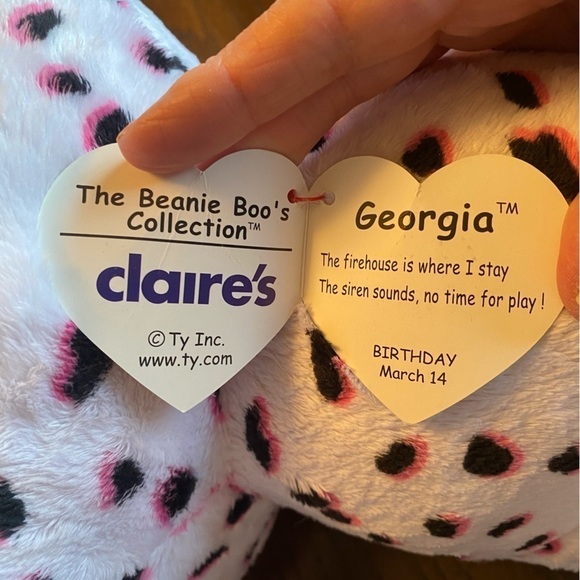 The Beanie Boo's
Collection™
claire's
© Ty Inc.
www.ty.com
Georgia™
The firehouse is where I stay
The siren sounds, no time for play !
BIRTHDAY
March 14